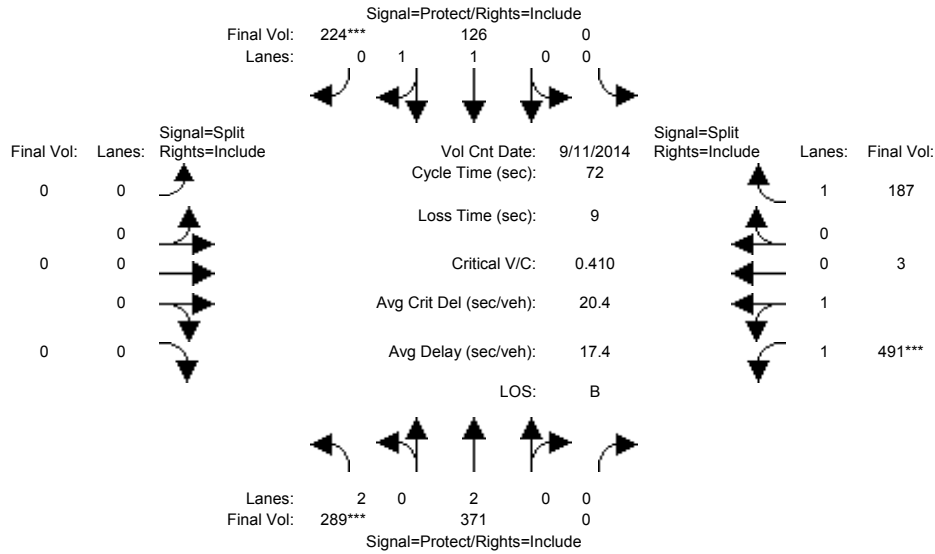 Signal=Protect/Rights=Include
Final Vol: 224*** 126 0
Lanes: 0 1 1 0 0
Signal=Split Signal=Split
Final Vol: Lanes: Rights=Include Vol Cnt Date: 9/11/2014 Rights=Include Lanes: Final Vol:
Cycle Time (sec): 72
0 0 1 187
Loss Time (sec): 9
0 0
0 0 Critical V/C: 0.410 0 3
0 Avg Crit Del (sec/veh): 20.4 1
0 0 Avg Delay (sec/veh): 17.4 1 491***
LOS: B
Lanes: 2 0 2 0 0
Final Vol: 289*** 371 0
Signal=Protect/Rights=Include